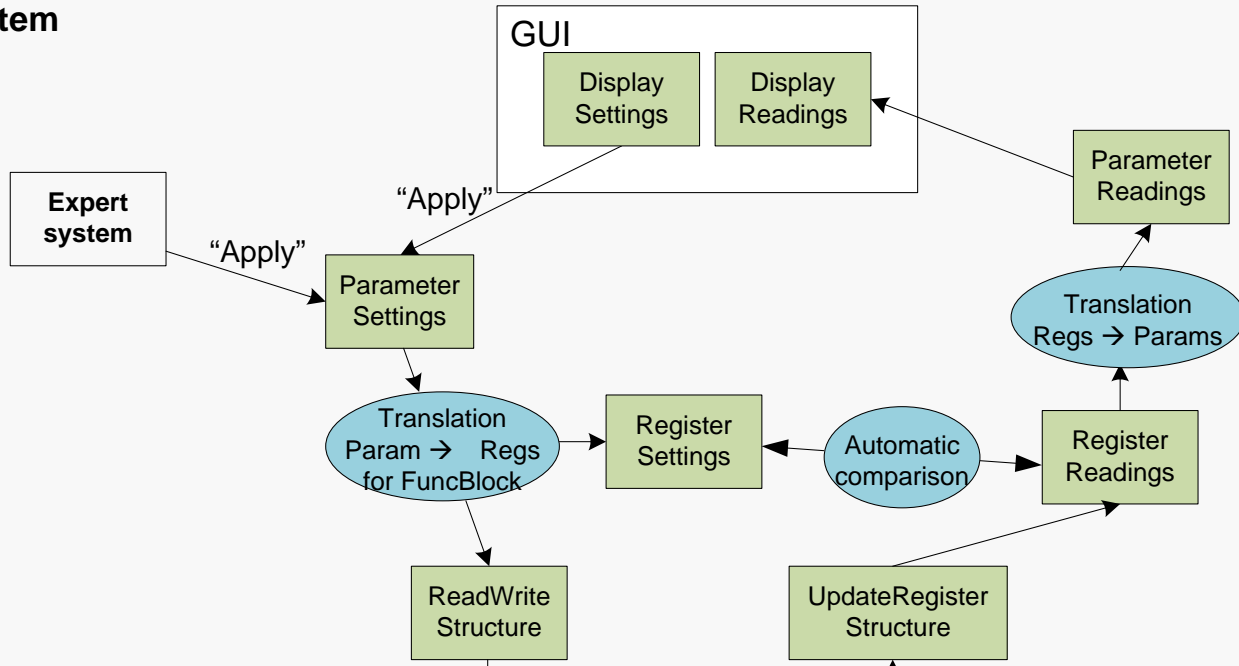 tem
GUI
Display
Settings
Display
Readings
Parameter
Readings
Expert
system
“Apply”
“Apply”
Parameter
Settings
Translation
Regs → Params
Translation
Param → Regs
for FuncBlock
Register
Settings
Automatic
comparison
Register
Readings
ReadWrite
Structure
UpdateRegister
Structure